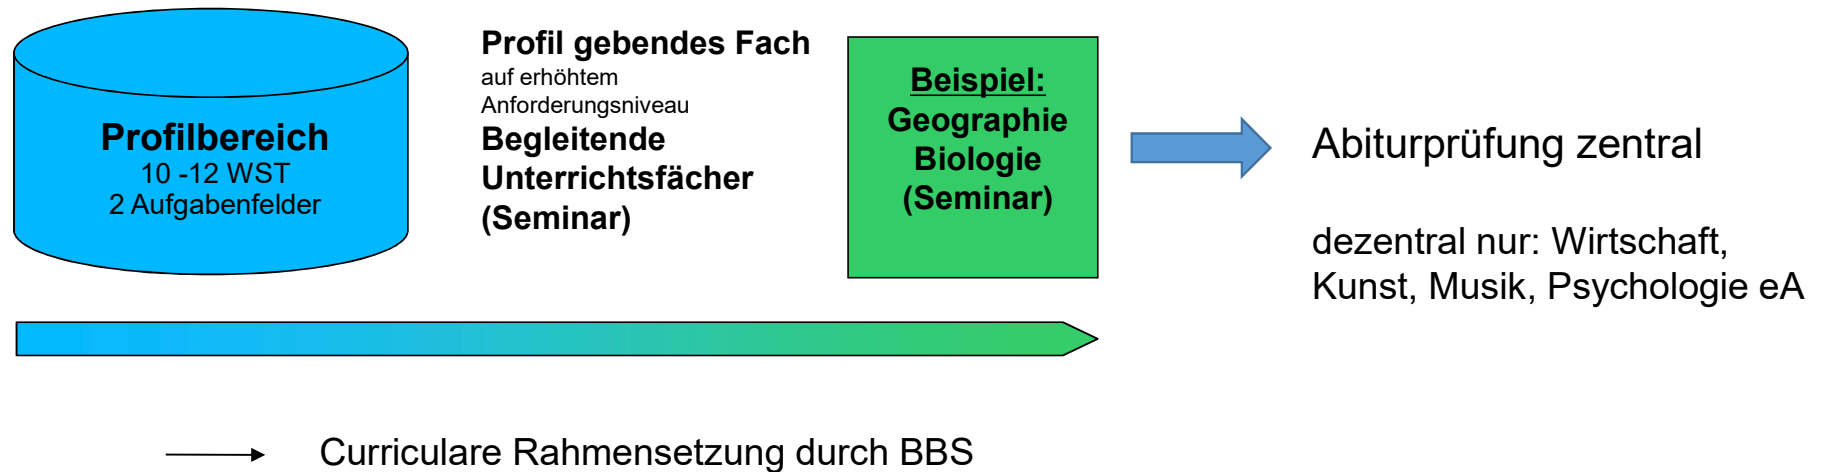 Profilbereich
10 -12 WST
2 Aufgabenfelder
Profil gebendes Fach
auf erhöhtem
Anforderungsniveau
Begleitende
Unterrichtsfächer
(Seminar)
Beispiel:
Geographie
Biologie
(Seminar)
Abiturprüfung zentral
dezentral nur: Wirtschaft,
Kunst, Musik, Psychologie eA
Curriculare Rahmensetzung durch BBS